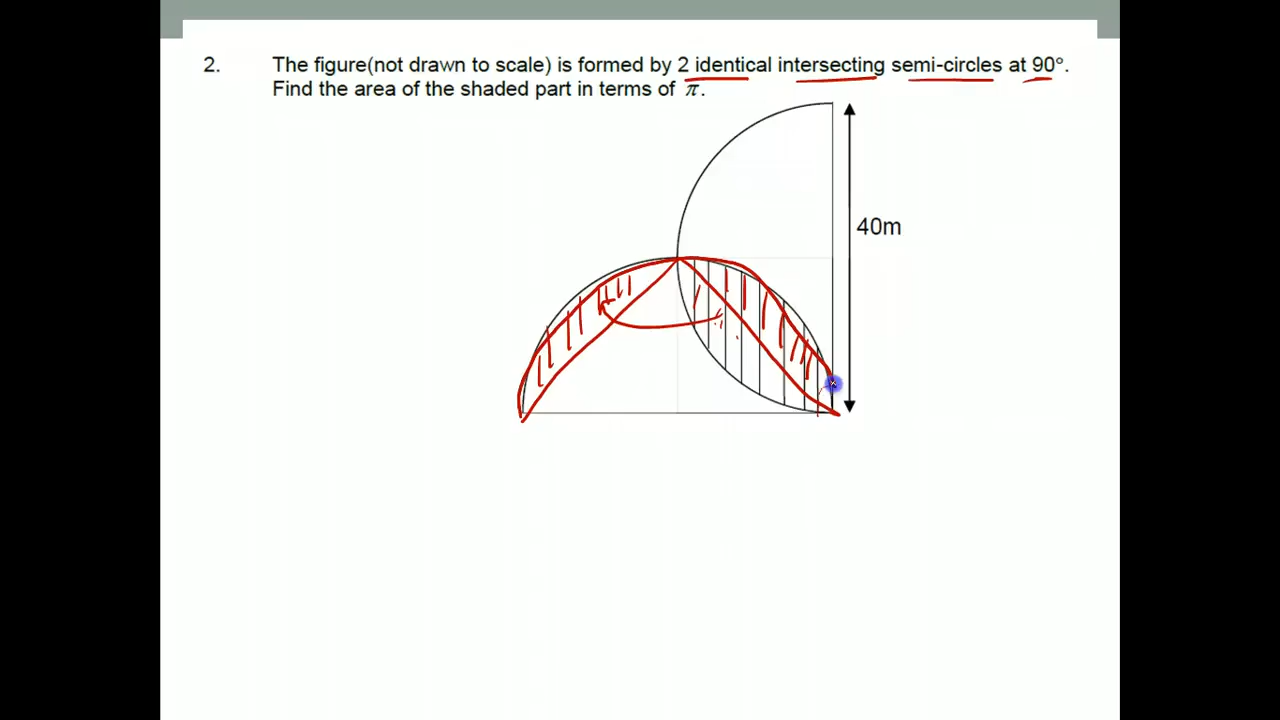 2. The figure(not drawn to scale) is formed by 2 identical intersecting semi-circles at 90°.
Find the area of the shaded part in terms of π.
40m